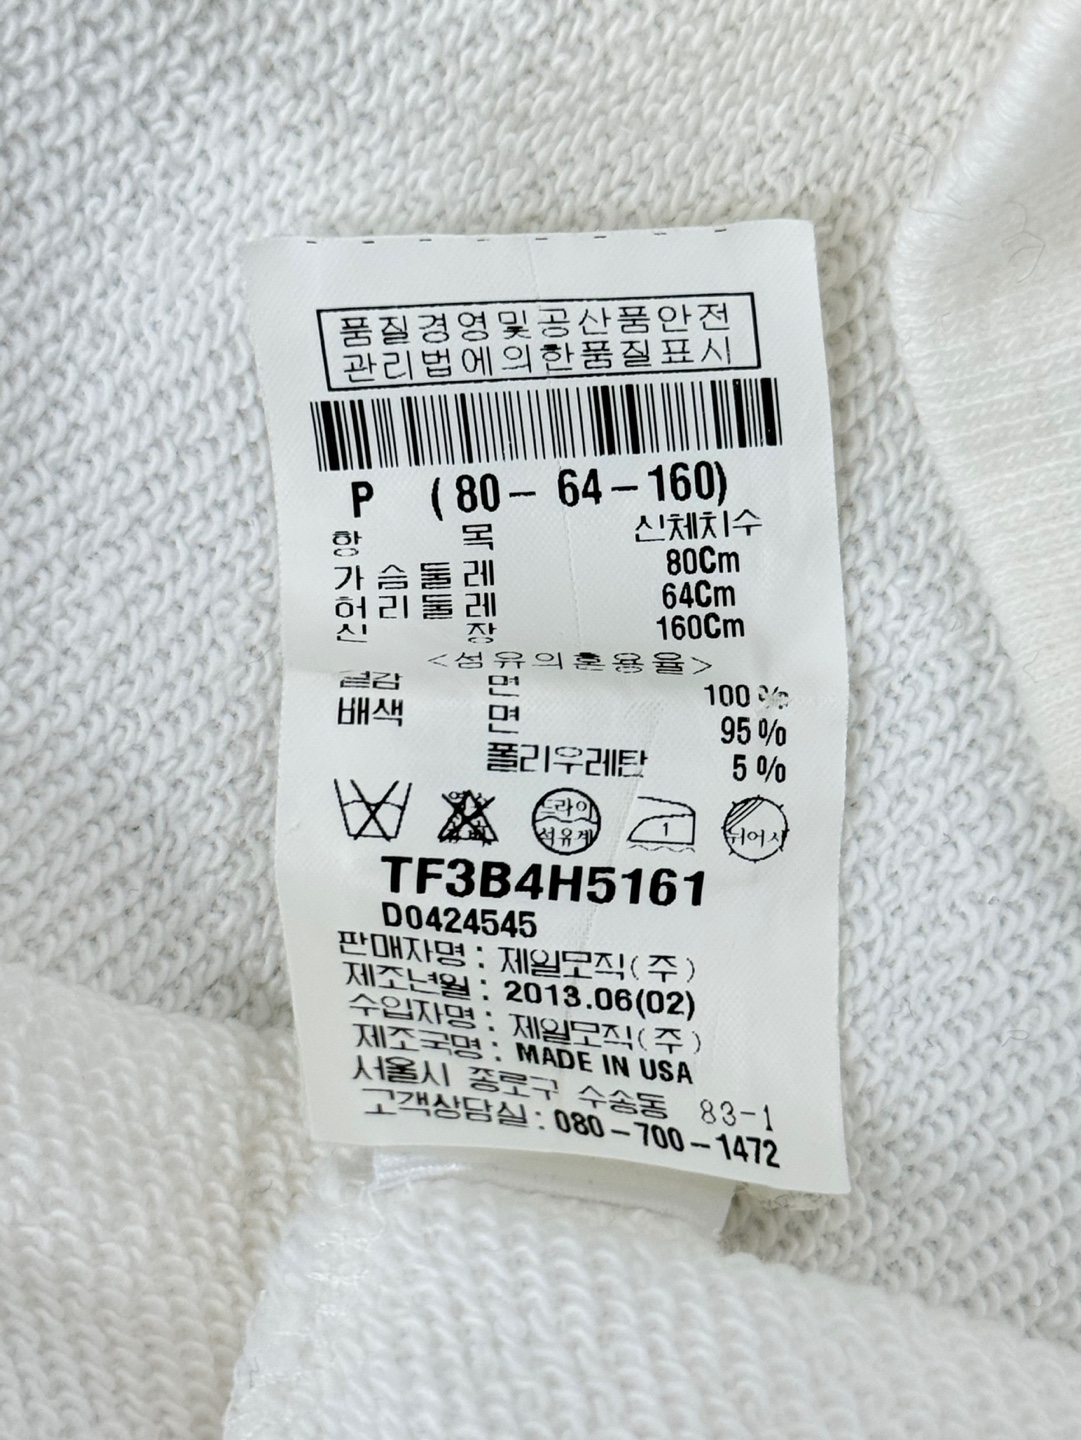 품질경영및공산품안전
관리법에의한품질표시
P (80-64-160)
항 목 신체치수
가슴둘레 80Cm
허리둘레 64Cm
신 장 160Cm
<섬유의혼용율>
겉감 면 100%
배색 면 95%
폴리우레탄 5%
드라이
석유계
1
뉘어서
TF3B4H5161
D0424545
판매자명 : 제일모직(주)
제조년월 : 2013.06(02)
수입자명 : 제일모직(주)
제조국명 : MADE IN USA
서울시 종로구 수송동 83-1
고객상담실 : 080-700-1472